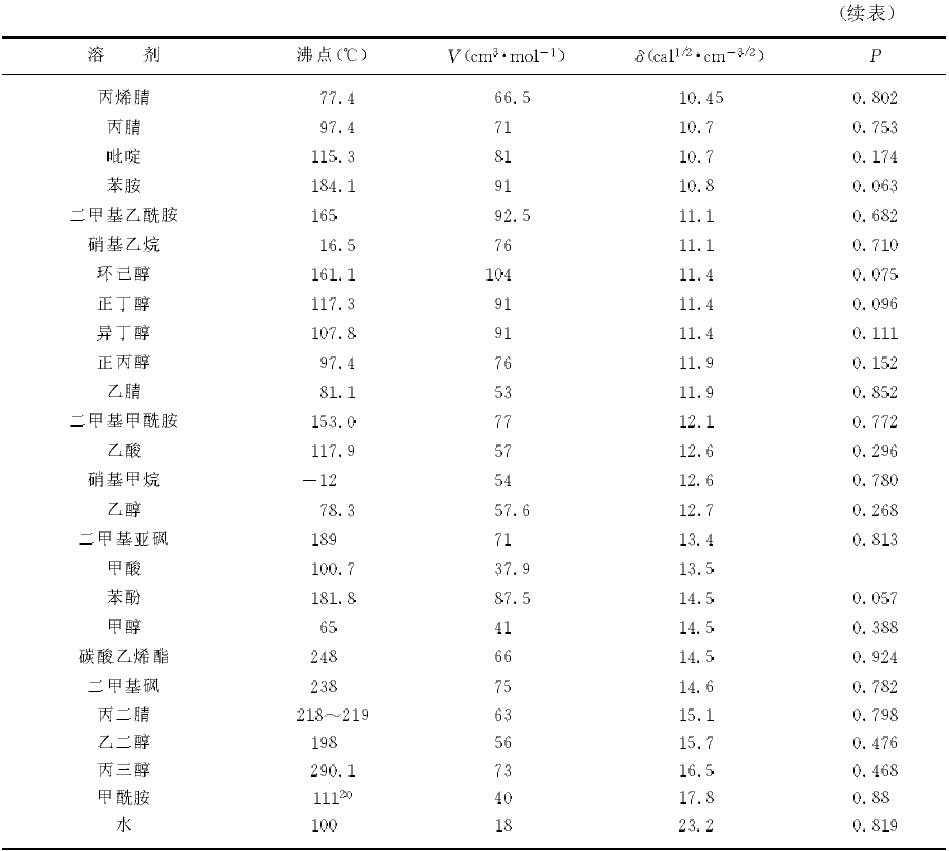 (续表)
溶 剂 沸点(℃) V(cm³·mol⁻¹) δ(cal¹ᐟ²·cm⁻³ᐟ²) P
丙烯腈 77.4 66.5 10.45 0.802
丙腈 97.4 71 10.7 0.753
吡啶 115.3 81 10.7 0.174
苯胺 184.1 91 10.8 0.063
二甲基乙酰胺 165 92.5 11.1 0.682
硝基乙烷 16.5 76 11.1 0.710
环己醇 161.1 104 11.4 0.075
正丁醇 117.3 91 11.4 0.096
异丁醇 107.8 91 11.4 0.111
正丙醇 97.4 76 11.9 0.152
乙腈 81.1 53 11.9 0.852
二甲基甲酰胺 153.0 77 12.1 0.772
乙酸 117.9 57 12.6 0.296
硝基甲烷 －12 54 12.6 0.780
乙醇 78.3 57.6 12.7 0.268
二甲基亚砜 189 71 13.4 0.813
甲酸 100.7 37.9 13.5
苯酚 181.8 87.5 14.5 0.057
甲醇 65 41 14.5 0.388
碳酸乙烯酯 248 66 14.5 0.924
二甲基砜 238 75 14.6 0.782
丙二腈 218～219 63 15.1 0.798
乙二醇 198 56 15.7 0.476
丙三醇 290.1 73 16.5 0.468
甲酰胺 111²⁰ 40 17.8 0.88
水 100 18 23.2 0.819